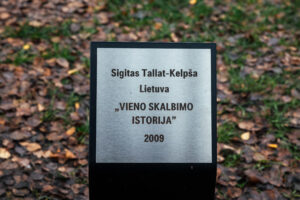 Sigitas Tallat-Kelpša
Lietuva
„VIENO SKALBIMO
ISTORIJA”
2009